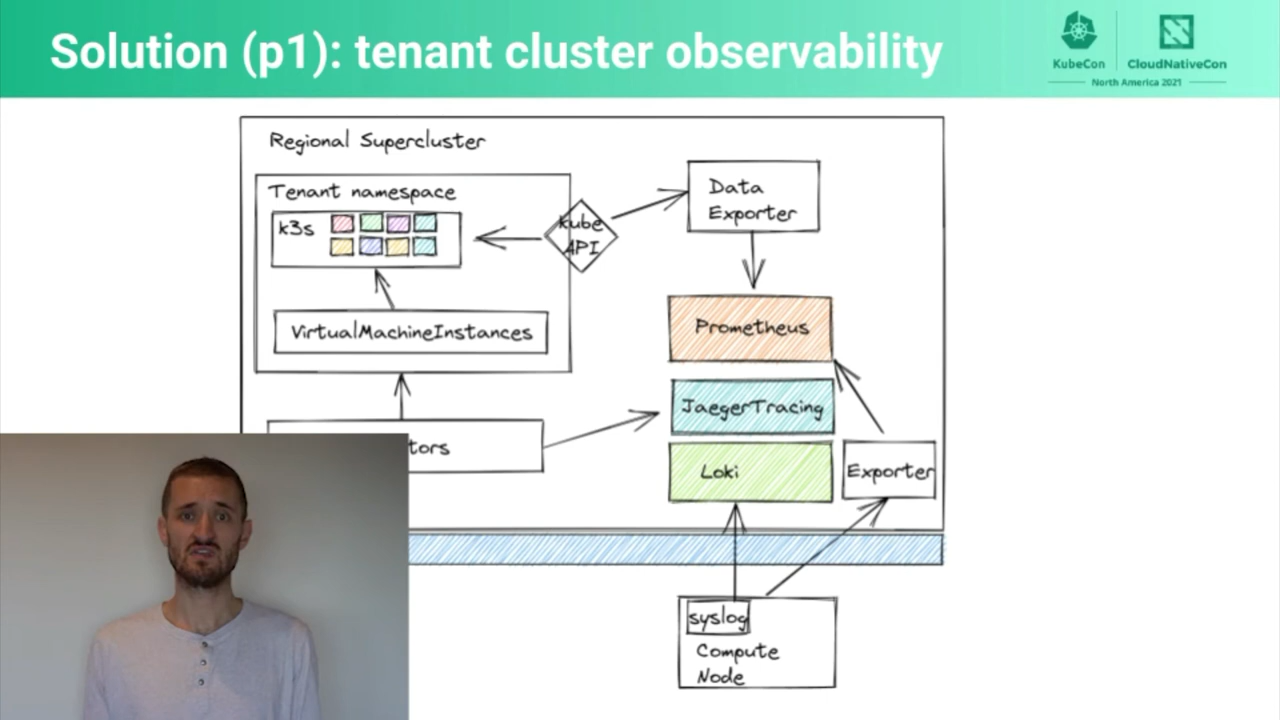 Solution (p1): tenant cluster observability
KubeCon
CloudNativeCon
North America 2021
Regional Supercluster
Tenant namespace
k3s
kube
API
Data
Exporter
VirtualMachineInstances
Prometheus
JaegerTracing
Loki
Exporter
syslog
Compute
Node